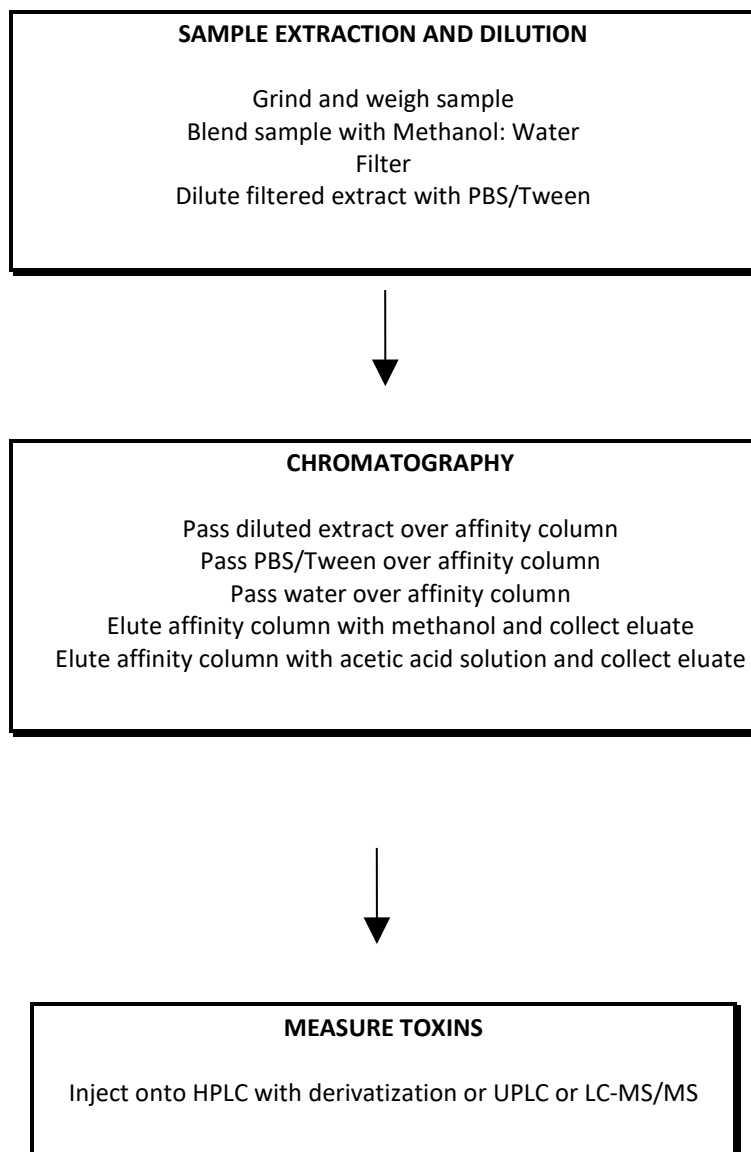 SAMPLE EXTRACTION AND DILUTION
Grind and weigh sample
Blend sample with Methanol: Water
Filter
Dilute filtered extract with PBS/Tween
CHROMATOGRAPHY
Pass diluted extract over affinity column
Pass PBS/Tween over affinity column
Pass water over affinity column
Elute affinity column with methanol and collect eluate
Elute affinity column with acetic acid solution and collect eluate
MEASURE TOXINS
Inject onto HPLC with derivatization or UPLC or LC-MS/MS